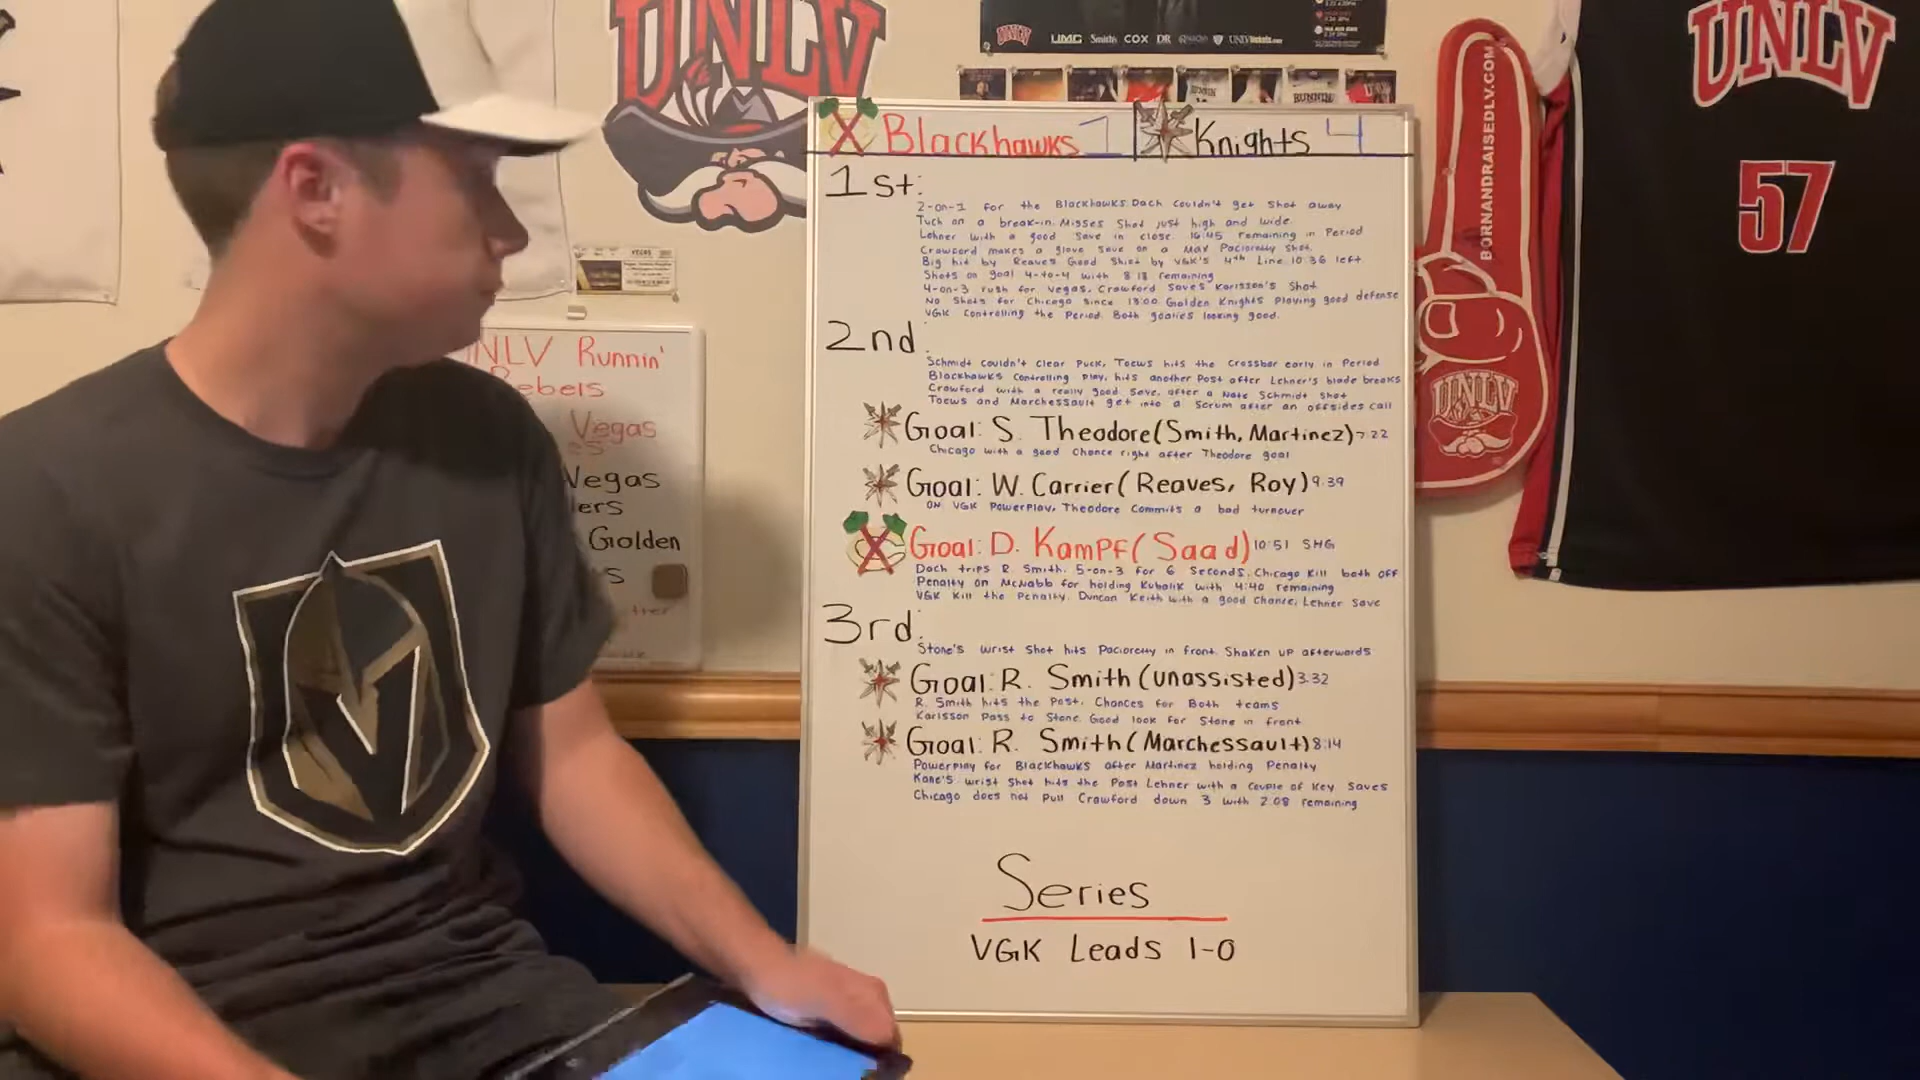 UNLV
UNLV UMC Smith's COX DR UNLVtickets.com
RUNNIN'
BORNANDRAISEDLV.COM
UNLV
UNLV
57
VEGAS
UNLV Runnin'
Rebels
Vegas
Vegas
Golden
Blackhawks 1 Knights 4
1st:
2-on-1 for the Blackhawks. Dach couldn't get shot away
Tuch on a break-in. Misses shot just high and wide
Lehner with a good save in close. 16:45 remaining in Period
Crawford makes a glove save on a Max Pacioretty shot.
Big hit by Reaves Good Shift by VGK's 4th Line 10:36 left
Shots on goal 4-to-4 with 8:18 remaining
4-on-3 rush for Vegas, Crawford saves Karlsson's shot
No shots for Chicago since 13:00. Golden Knights playing good defense
VGK Controlling the Period. Both goalies looking good.
2nd:
Schmidt couldn't clear puck, Toews hits the crossbar early in Period
Blackhawks controlling play, hits another post after Lehner's blade breaks
Crawford with a really good save, after a Nate Schmidt shot
Toews and Marchessault get into a scrum after an offsides call
Goal: S. Theodore (Smith, Martinez) 7:22
Chicago with a good chance right after Theodore goal
Goal: W. Carrier (Reaves, Roy) 9:39
On VGK Powerplay, Theodore commits a bad turnover
Goal: D. Kampf (Saad) 10:51 SHG
Dach trips R. Smith. 5-on-3 for 6 seconds. Chicago kill both off
Penalty on McNabb for holding Kubalik with 4:40 remaining
VGK kill the penalty. Duncan Keith with a good chance, Lehner save
3rd:
Stone's wrist shot hits Pacioretty in front. Shaken up afterwards
Goal: R. Smith (unassisted) 3:32
R. Smith hits the post. Chances for both teams
Karlsson pass to Stone. Good look for Stone in front
Goal: R. Smith (Marchessault) 8:14
Powerplay for Blackhawks after Martinez holding penalty
Kane's wrist shot hits the post Lehner with a couple of key saves
Chicago does not pull Crawford down 3 with 2:08 remaining
Series
VGK Leads 1-0